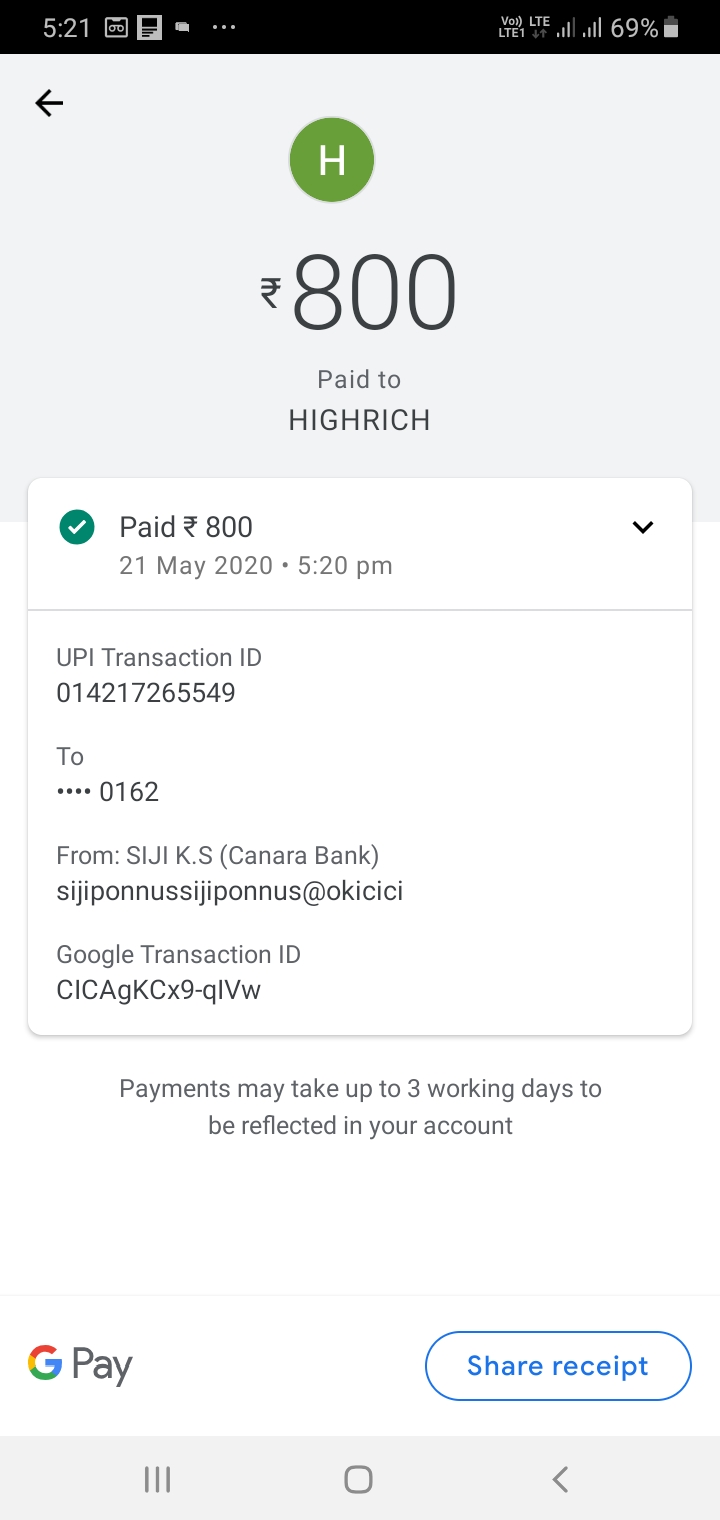 5:21
Vo)) LTE
LTE1
69%
H
₹800
Paid to
HIGHRICH
Paid ₹ 800
21 May 2020 • 5:20 pm
UPI Transaction ID
014217265549
To
•••• 0162
From: SIJI K.S (Canara Bank)
sijiponnussijiponnus@okicici
Google Transaction ID
CICAgKCx9-qIVw
Payments may take up to 3 working days to
be reflected in your account
G Pay
Share receipt